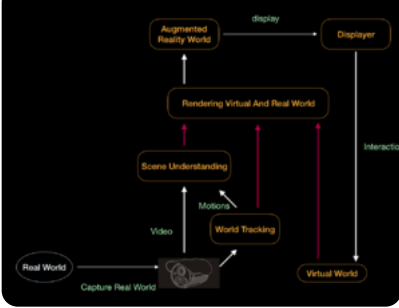 display
Augmented
Reality World
Displayer
Rendering Virtual And Real World
Interactio
Scene Understanding
Motions
Video
World Tracking
Real World
Capture Real World
Virtual World